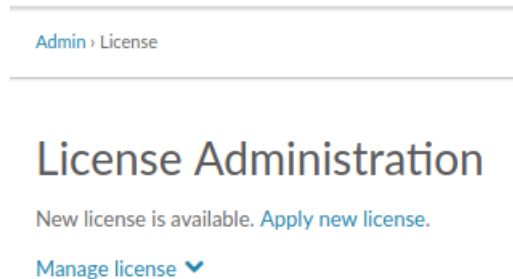 Admin › License
License Administration
New license is available. Apply new license.
Manage license